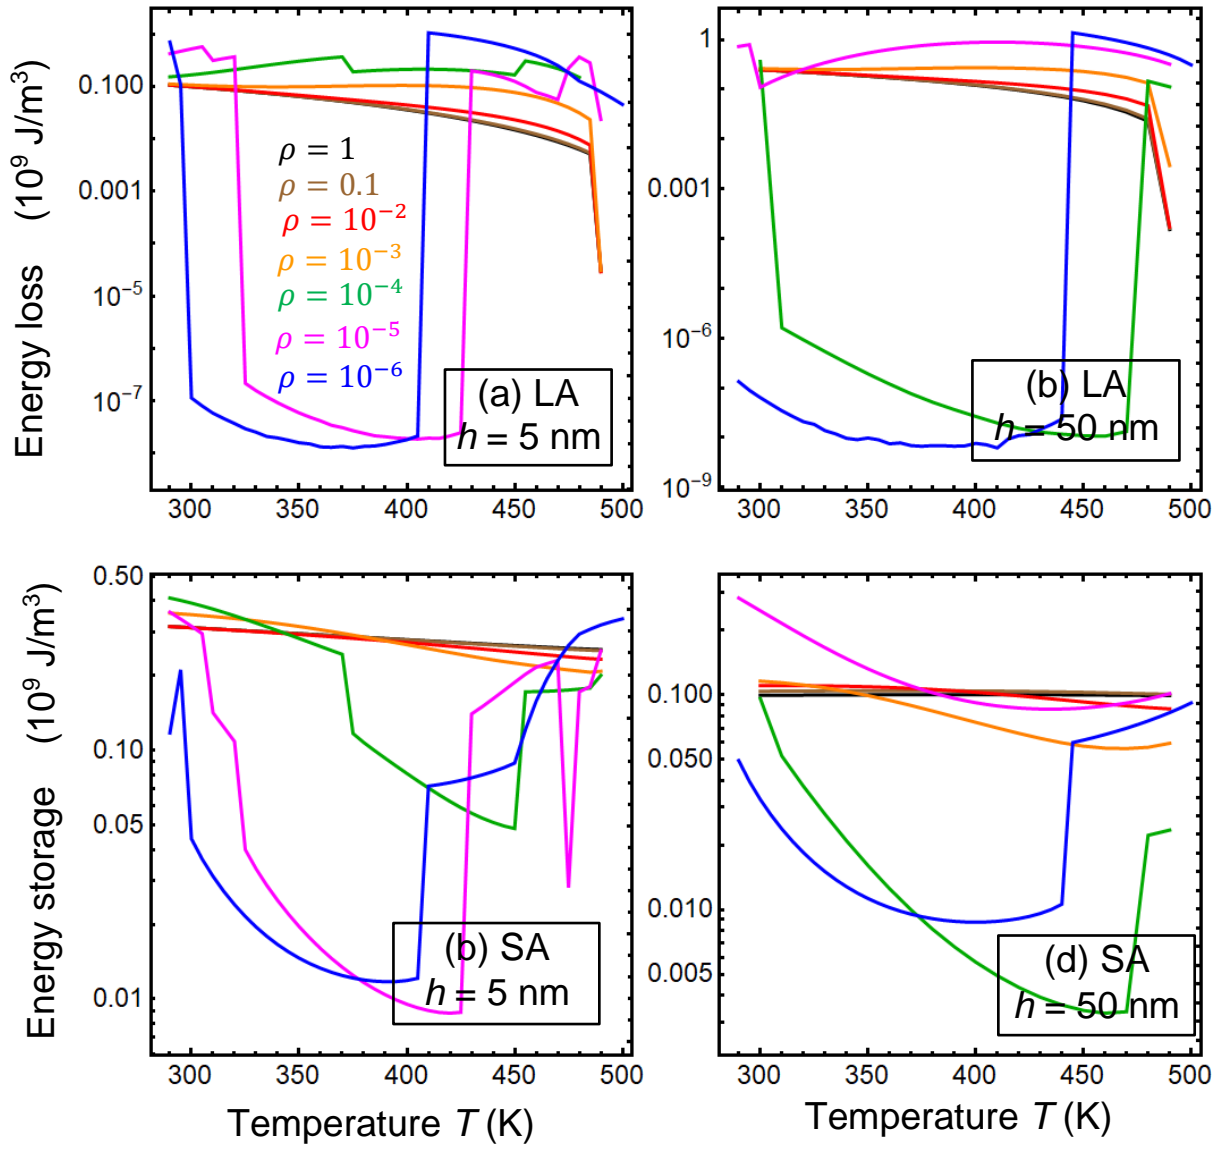 Energy loss (10⁹ J/m³)
0.100
0.001
10⁻⁵
10⁻⁷
ρ = 1
ρ = 0.1
ρ = 10⁻²
ρ = 10⁻³
ρ = 10⁻⁴
ρ = 10⁻⁵
ρ = 10⁻⁶
(a) LA
h = 5 nm
300 350 400 450 500
1
0.001
10⁻⁶
10⁻⁹
(b) LA
h = 50 nm
300 350 400 450 500
Energy storage (10⁹ J/m³)
0.50
0.20
0.10
0.05
0.01
(b) SA
h = 5 nm
300 350 400 450 500
Temperature T (K)
0.100
0.050
0.010
0.005
(d) SA
h = 50 nm
300 350 400 450 500
Temperature T (K)